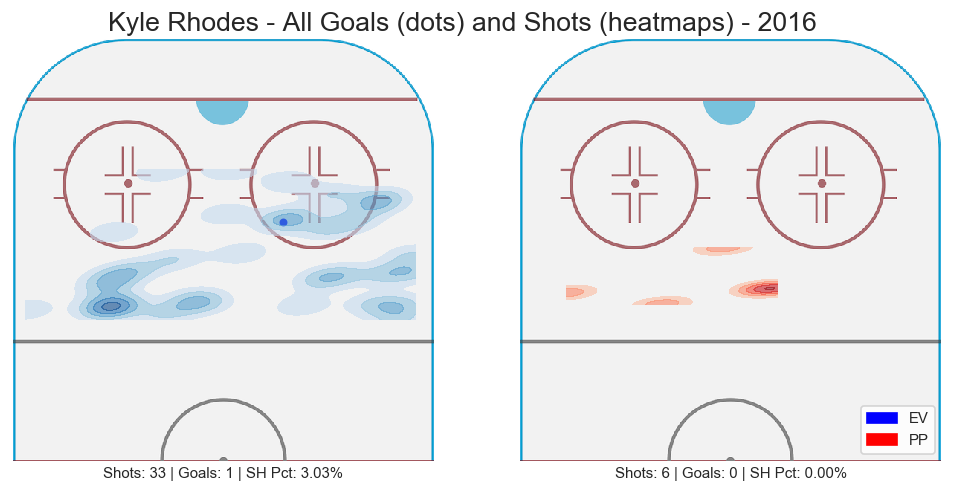 Kyle Rhodes - All Goals (dots) and Shots (heatmaps) - 2016
EV
PP
Shots: 33 | Goals: 1 | SH Pct: 3.03%
Shots: 6 | Goals: 0 | SH Pct: 0.00%